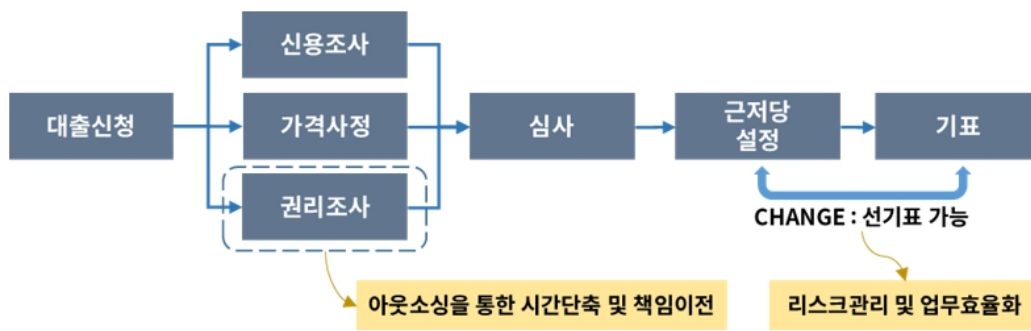 신용조사
대출신청
가격사정
심사
근저당
설정
기표
권리조사
CHANGE : 선기표 가능
아웃소싱을 통한 시간단축 및 책임이전
리스크관리 및 업무효율화